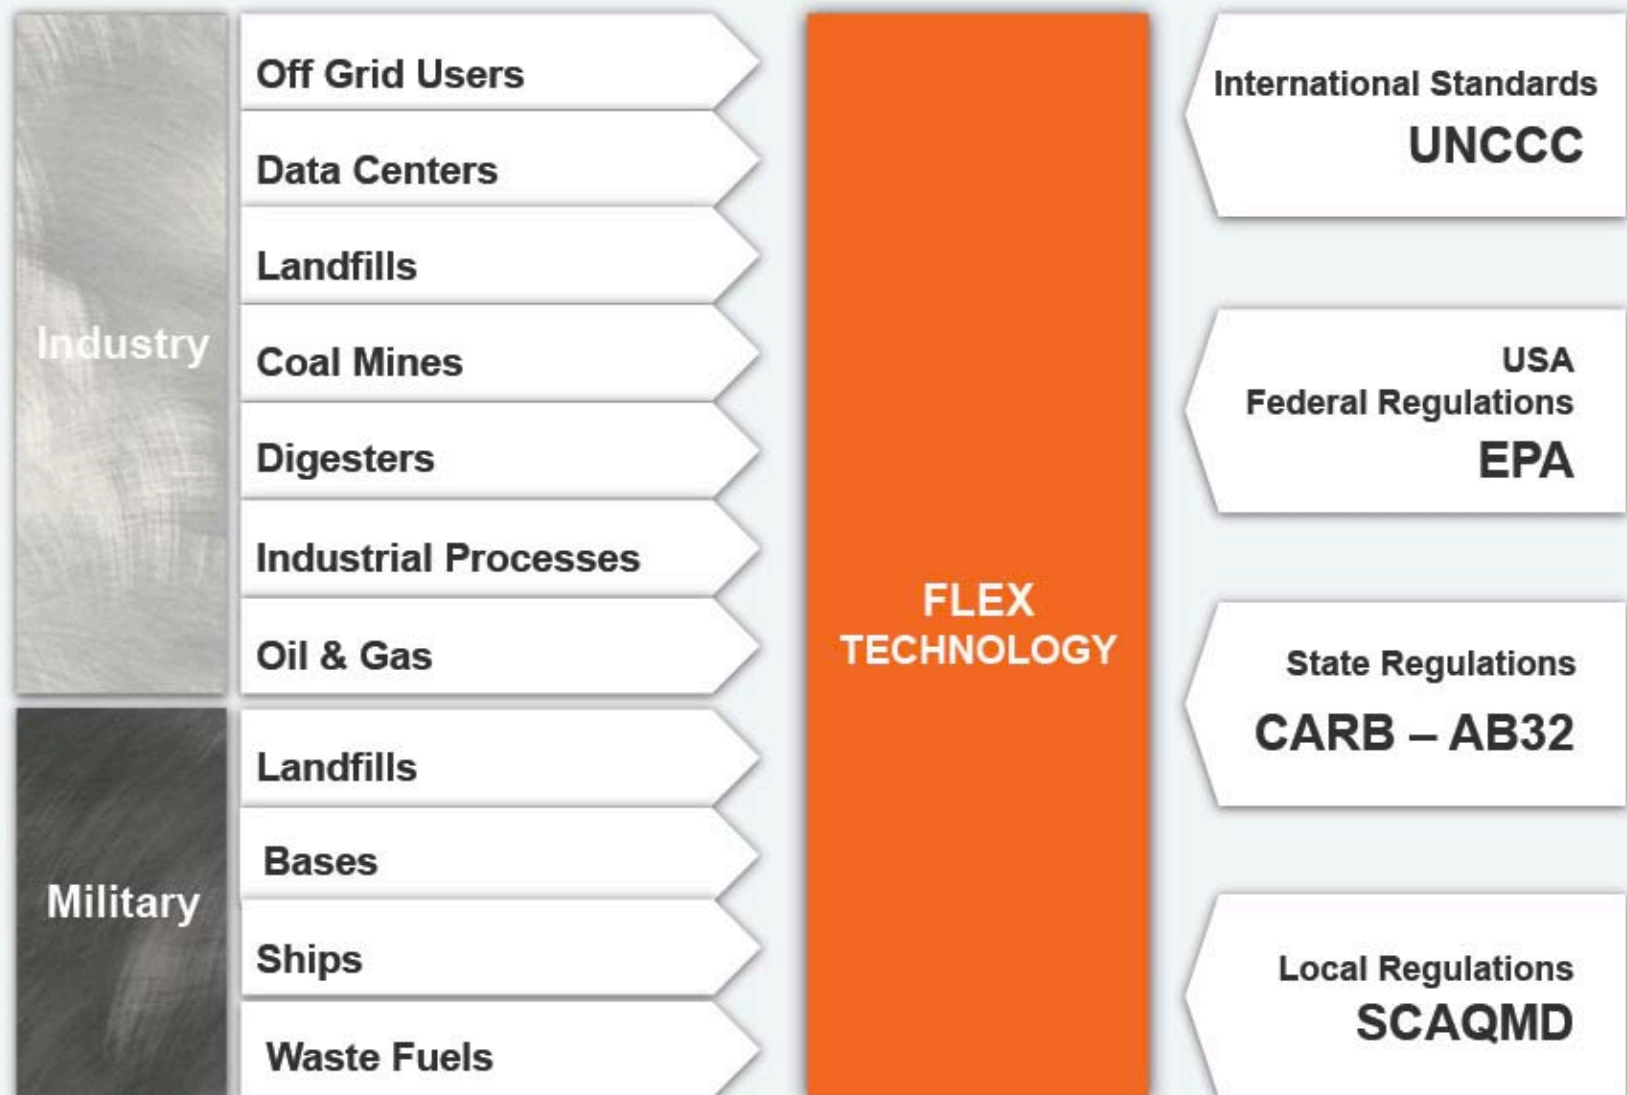 Industry
Off Grid Users
Data Centers
Landfills
Coal Mines
Digesters
Industrial Processes
Oil & Gas
Military
Landfills
Bases
Ships
Waste Fuels
FLEX
TECHNOLOGY
International Standards
UNCCC
USA
Federal Regulations
EPA
State Regulations
CARB – AB32
Local Regulations
SCAQMD